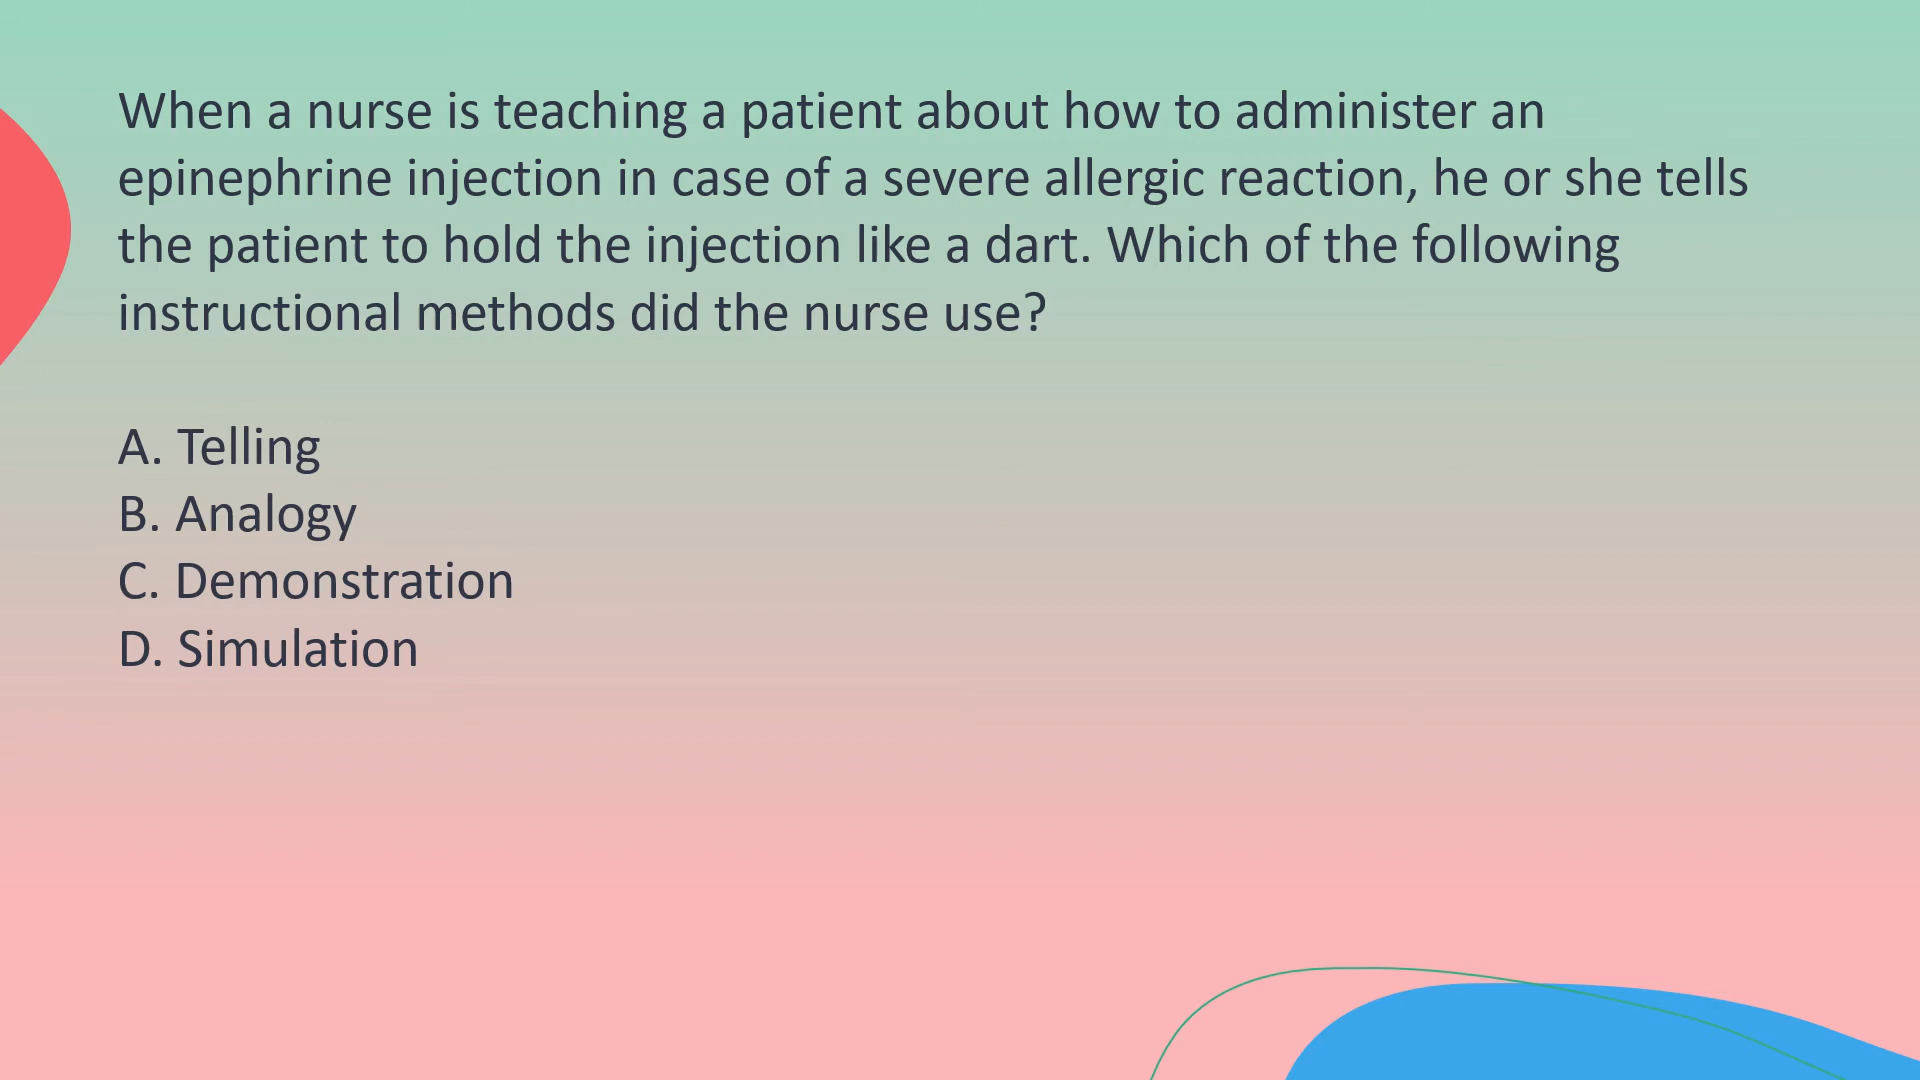 When a nurse is teaching a patient about how to administer an
epinephrine injection in case of a severe allergic reaction, he or she tells
the patient to hold the injection like a dart. Which of the following
instructional methods did the nurse use?
A. Telling
B. Analogy
C. Demonstration
D. Simulation